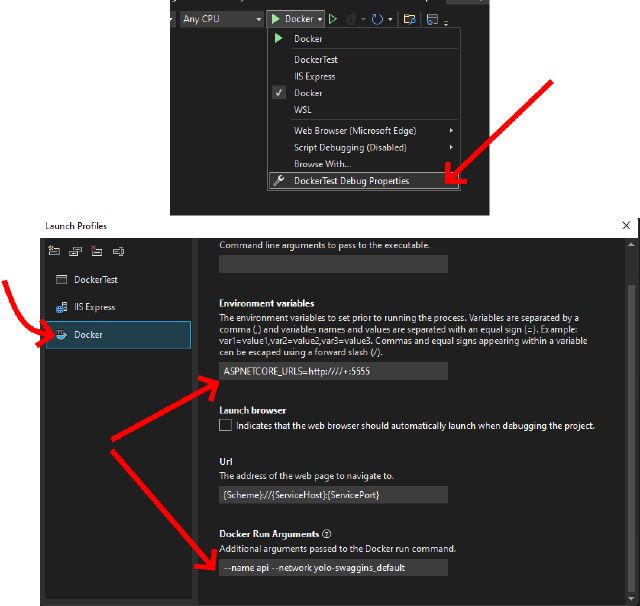 Any CPU
Docker
Docker
DockerTest
IIS Express
Docker
WSL
Web Browser (Microsoft Edge)
Script Debugging (Disabled)
Browse With...
DockerTest Debug Properties
Launch Profiles
DockerTest
IIS Express
Docker
Command line arguments to pass to the executable.
Environment variables
The environment variables to set prior to running the process. Variables are separated by a
comma (,) and variables names and values are separated with an equal sign (=). Example:
var1=value1,var2=value2,var3=value3. Commas and equal signs appearing within a variable
can be escaped using a forward slash (/).
ASPNETCORE_URLS=http:////+:5555
Launch browser
Indicates that the web browser should automatically launch when debugging the project.
Url
The address of the web page to navigate to.
{Scheme}://{ServiceHost}:{ServicePort}
Docker Run Arguments
Additional arguments passed to the Docker run command.
--name api --network yolo-swaggins_default